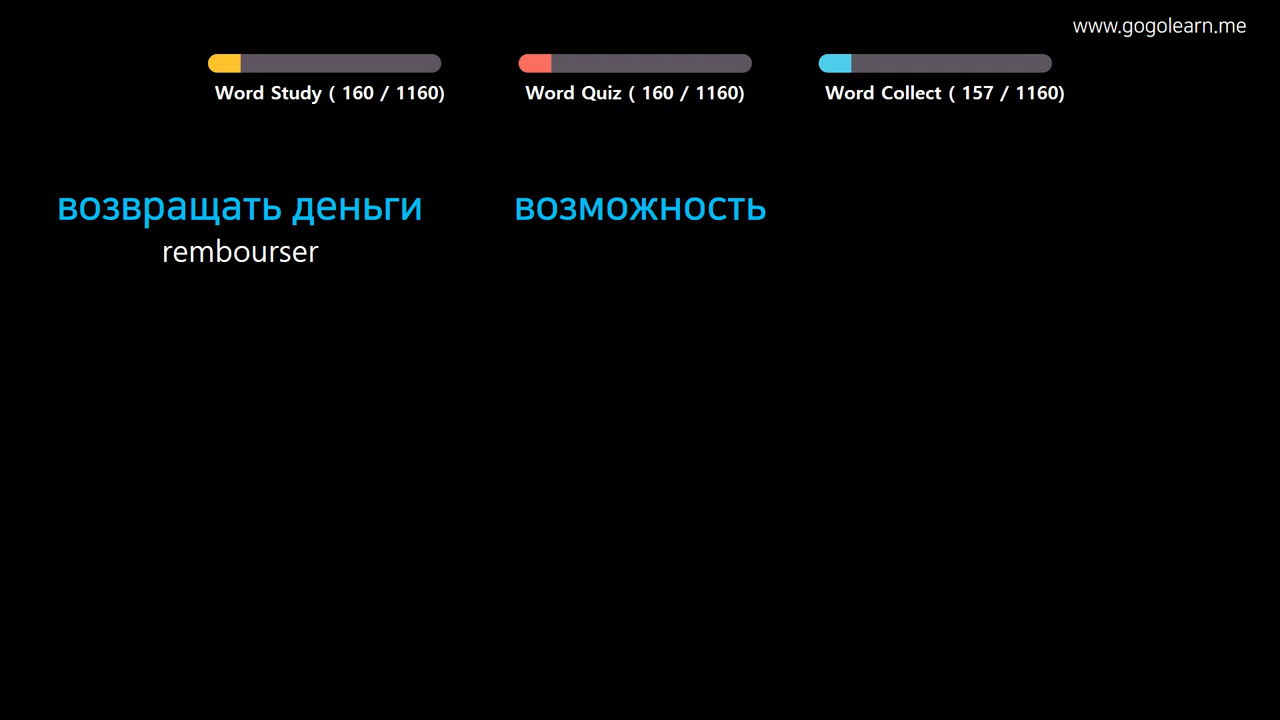 www.gogolearn.me
Word Study ( 160 / 1160)
Word Quiz ( 160 / 1160)
Word Collect ( 157 / 1160)
возвращать деньги
rembourser
возможность